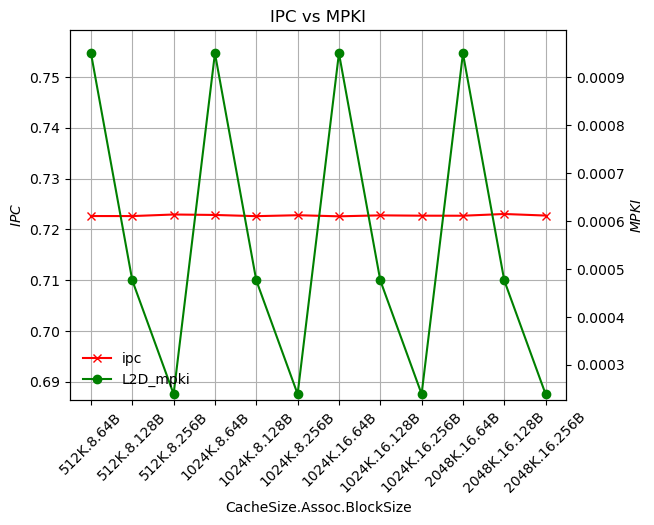 IPC vs MPKI
0.75
0.74
0.73
0.72
0.71
0.70
0.69
IPC
0.0009
0.0008
0.0007
0.0006
0.0005
0.0004
0.0003
MPKI
ipc
L2D_mpki
512K.8.64B
512K.8.128B
512K.8.256B
1024K.8.64B
1024K.8.128B
1024K.8.256B
1024K.16.64B
1024K.16.128B
1024K.16.256B
2048K.16.64B
2048K.16.128B
2048K.16.256B
CacheSize.Assoc.BlockSize